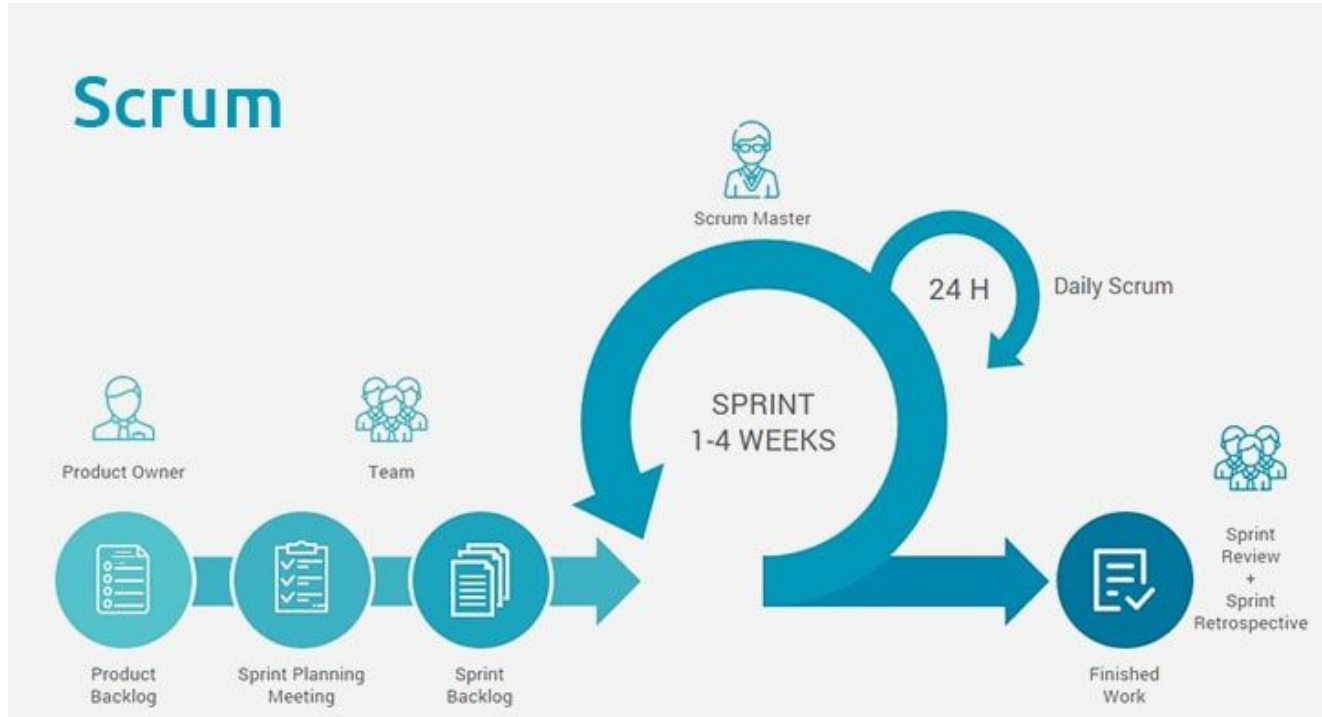 Scrum
Scrum Master
24 H
Daily Scrum
SPRINT
1-4 WEEKS
Product Owner
Team
Product
Backlog
Sprint Planning
Meeting
Sprint
Backlog
Finished
Work
Sprint
Review
+
Sprint
Retrospective